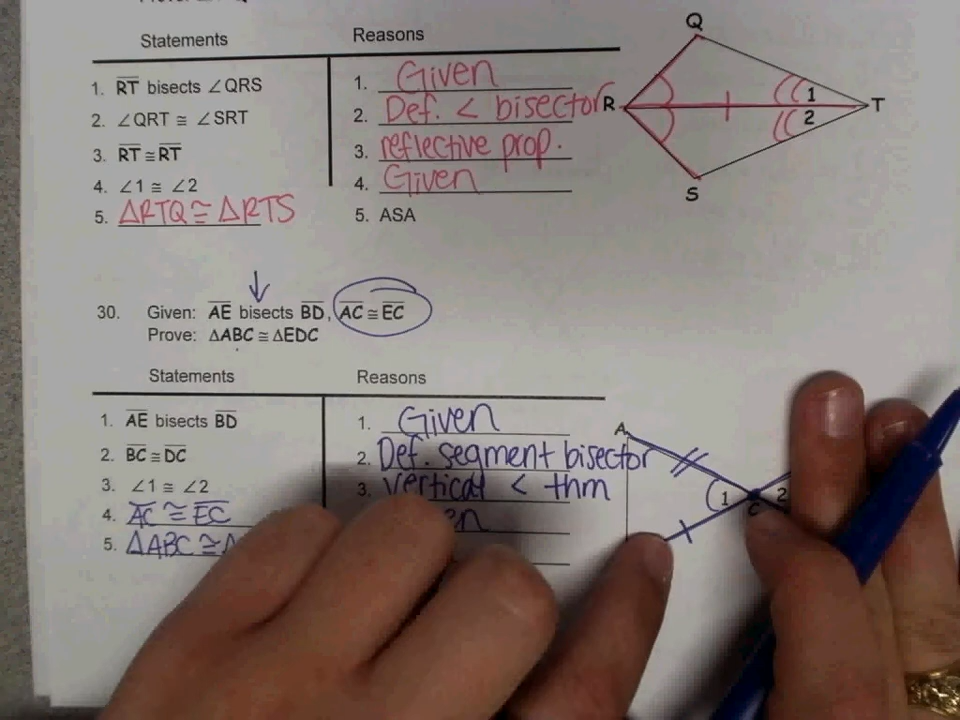 Statements
Reasons
1. RT bisects ∠QRS
1. Given
2. ∠QRT ≅ ∠SRT
2. Def. < bisector
3. RT ≅ RT
3. reflective prop.
4. ∠1 ≅ ∠2
4. Given
5. △RTQ ≅ △RTS
5. ASA
Q
R
1
2
T
S
30. Given: AE bisects BD, AC ≅ EC
Prove: ΔABC ≅ ΔEDC
Statements
Reasons
1. AE bisects BD
1. Given
2. BC ≅ DC
2. Def. segment bisector
3. ∠1 ≅ ∠2
3. vertical < thm
4. AC ≅ EC
5. △ABC ≅
A
1
2
C